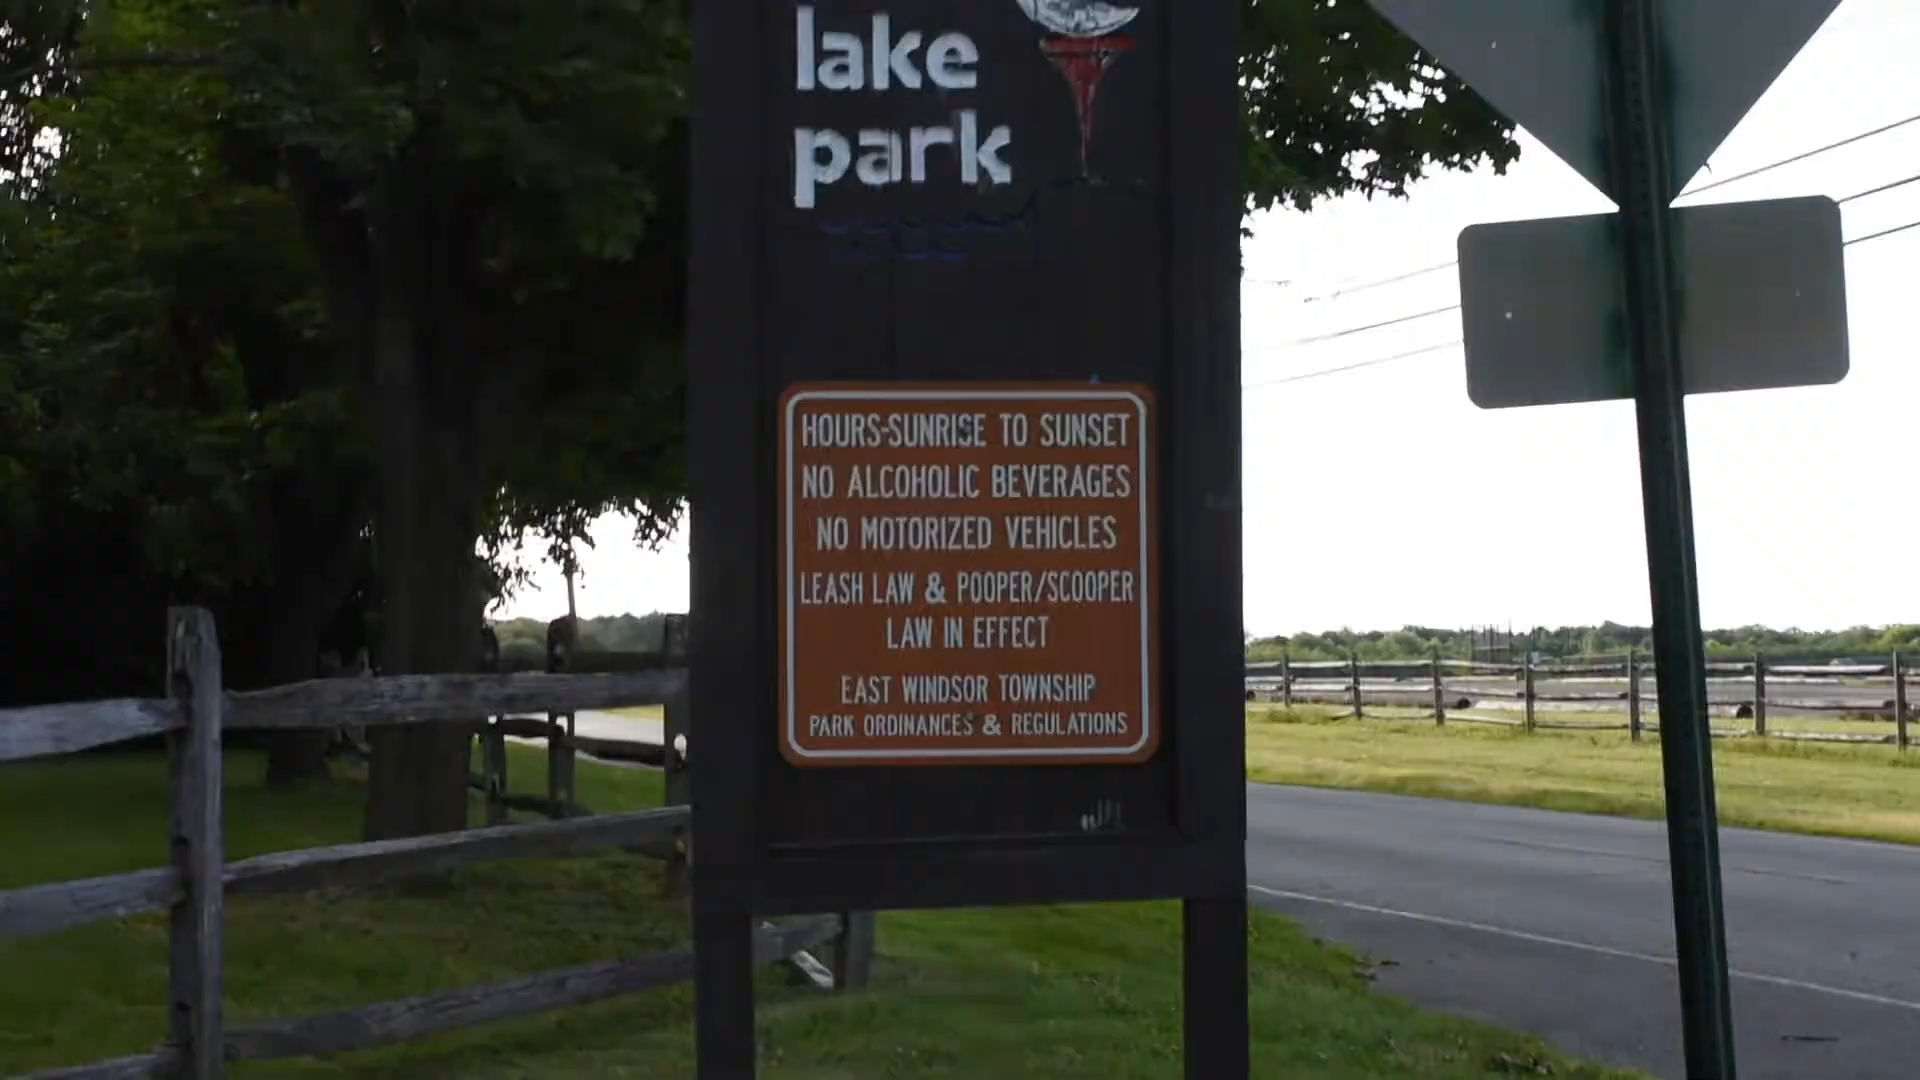 lake
park
HOURS-SUNRISE TO SUNSET
NO ALCOHOLIC BEVERAGES
NO MOTORIZED VEHICLES
LEASH LAW & POOPER/SCOOPER
LAW IN EFFECT
EAST WINDSOR TOWNSHIP
PARK ORDINANCES & REGULATIONS